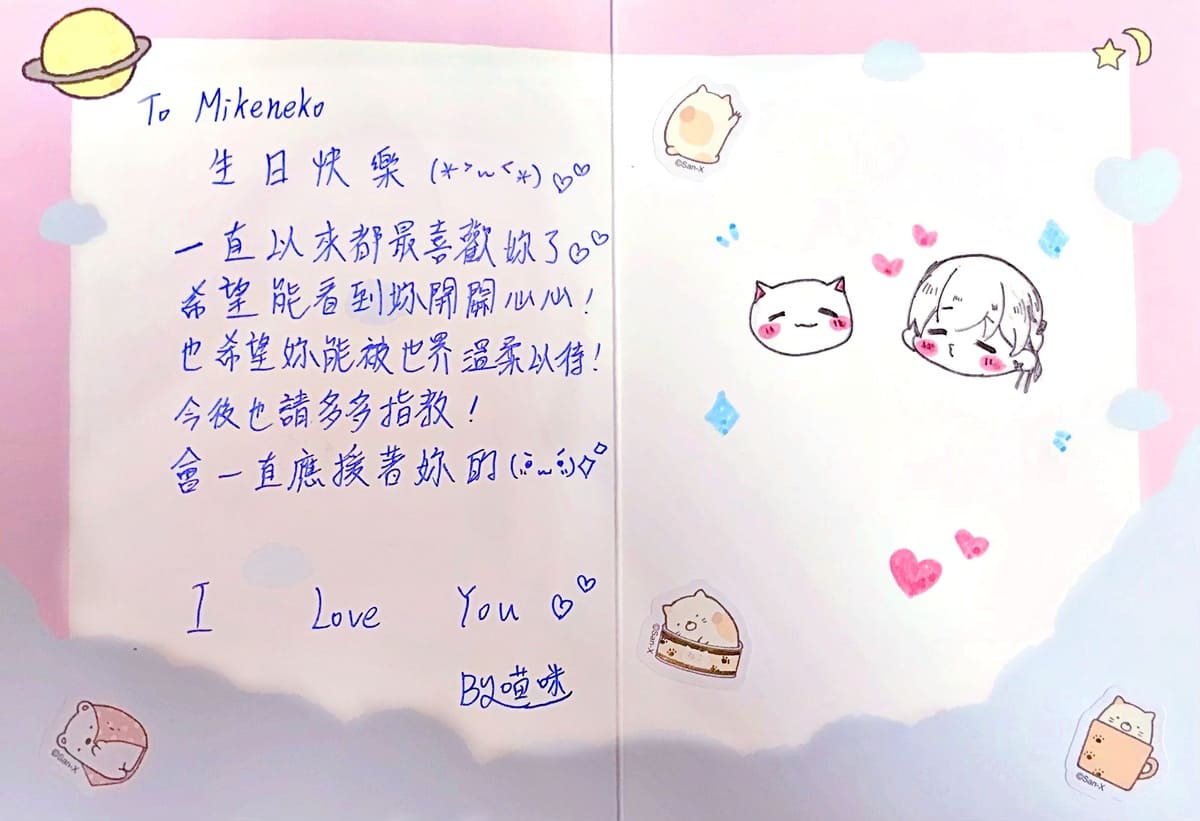 To Mikeneko
生日快樂 (*>~<*)♡♡
一直以來都最喜歡妳了♡♡
希望能看到妳開開心心!
也希望妳能被世界溫柔以待!
今後也請多多指教!
會一直應援著妳的
I Love You ♡♡
By喵咪
©San-X
©San-X
©San-X
©San-X